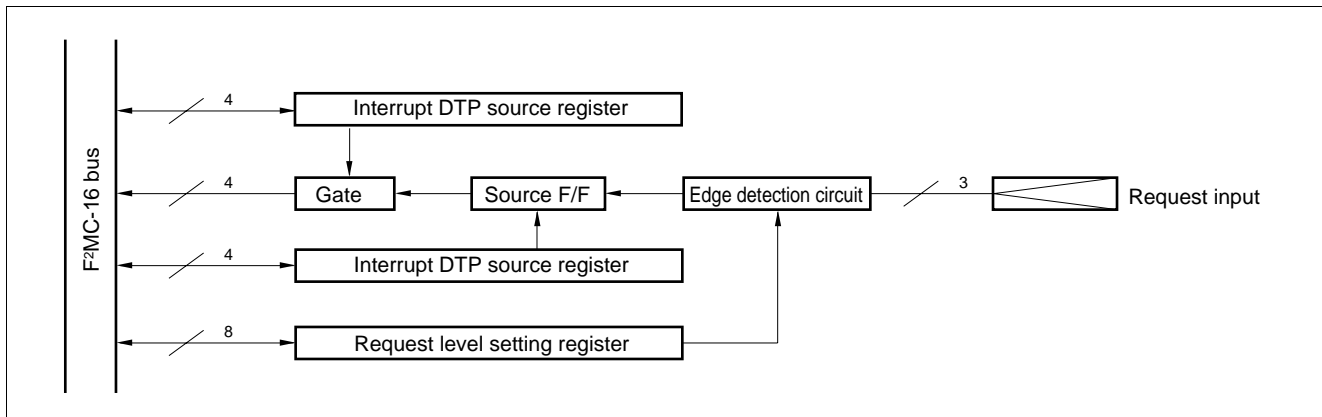 F²MC-16 bus
4
Interrupt DTP source register
4
Gate
Source F/F
Edge detection circuit
3
Request input
4
Interrupt DTP source register
8
Request level setting register